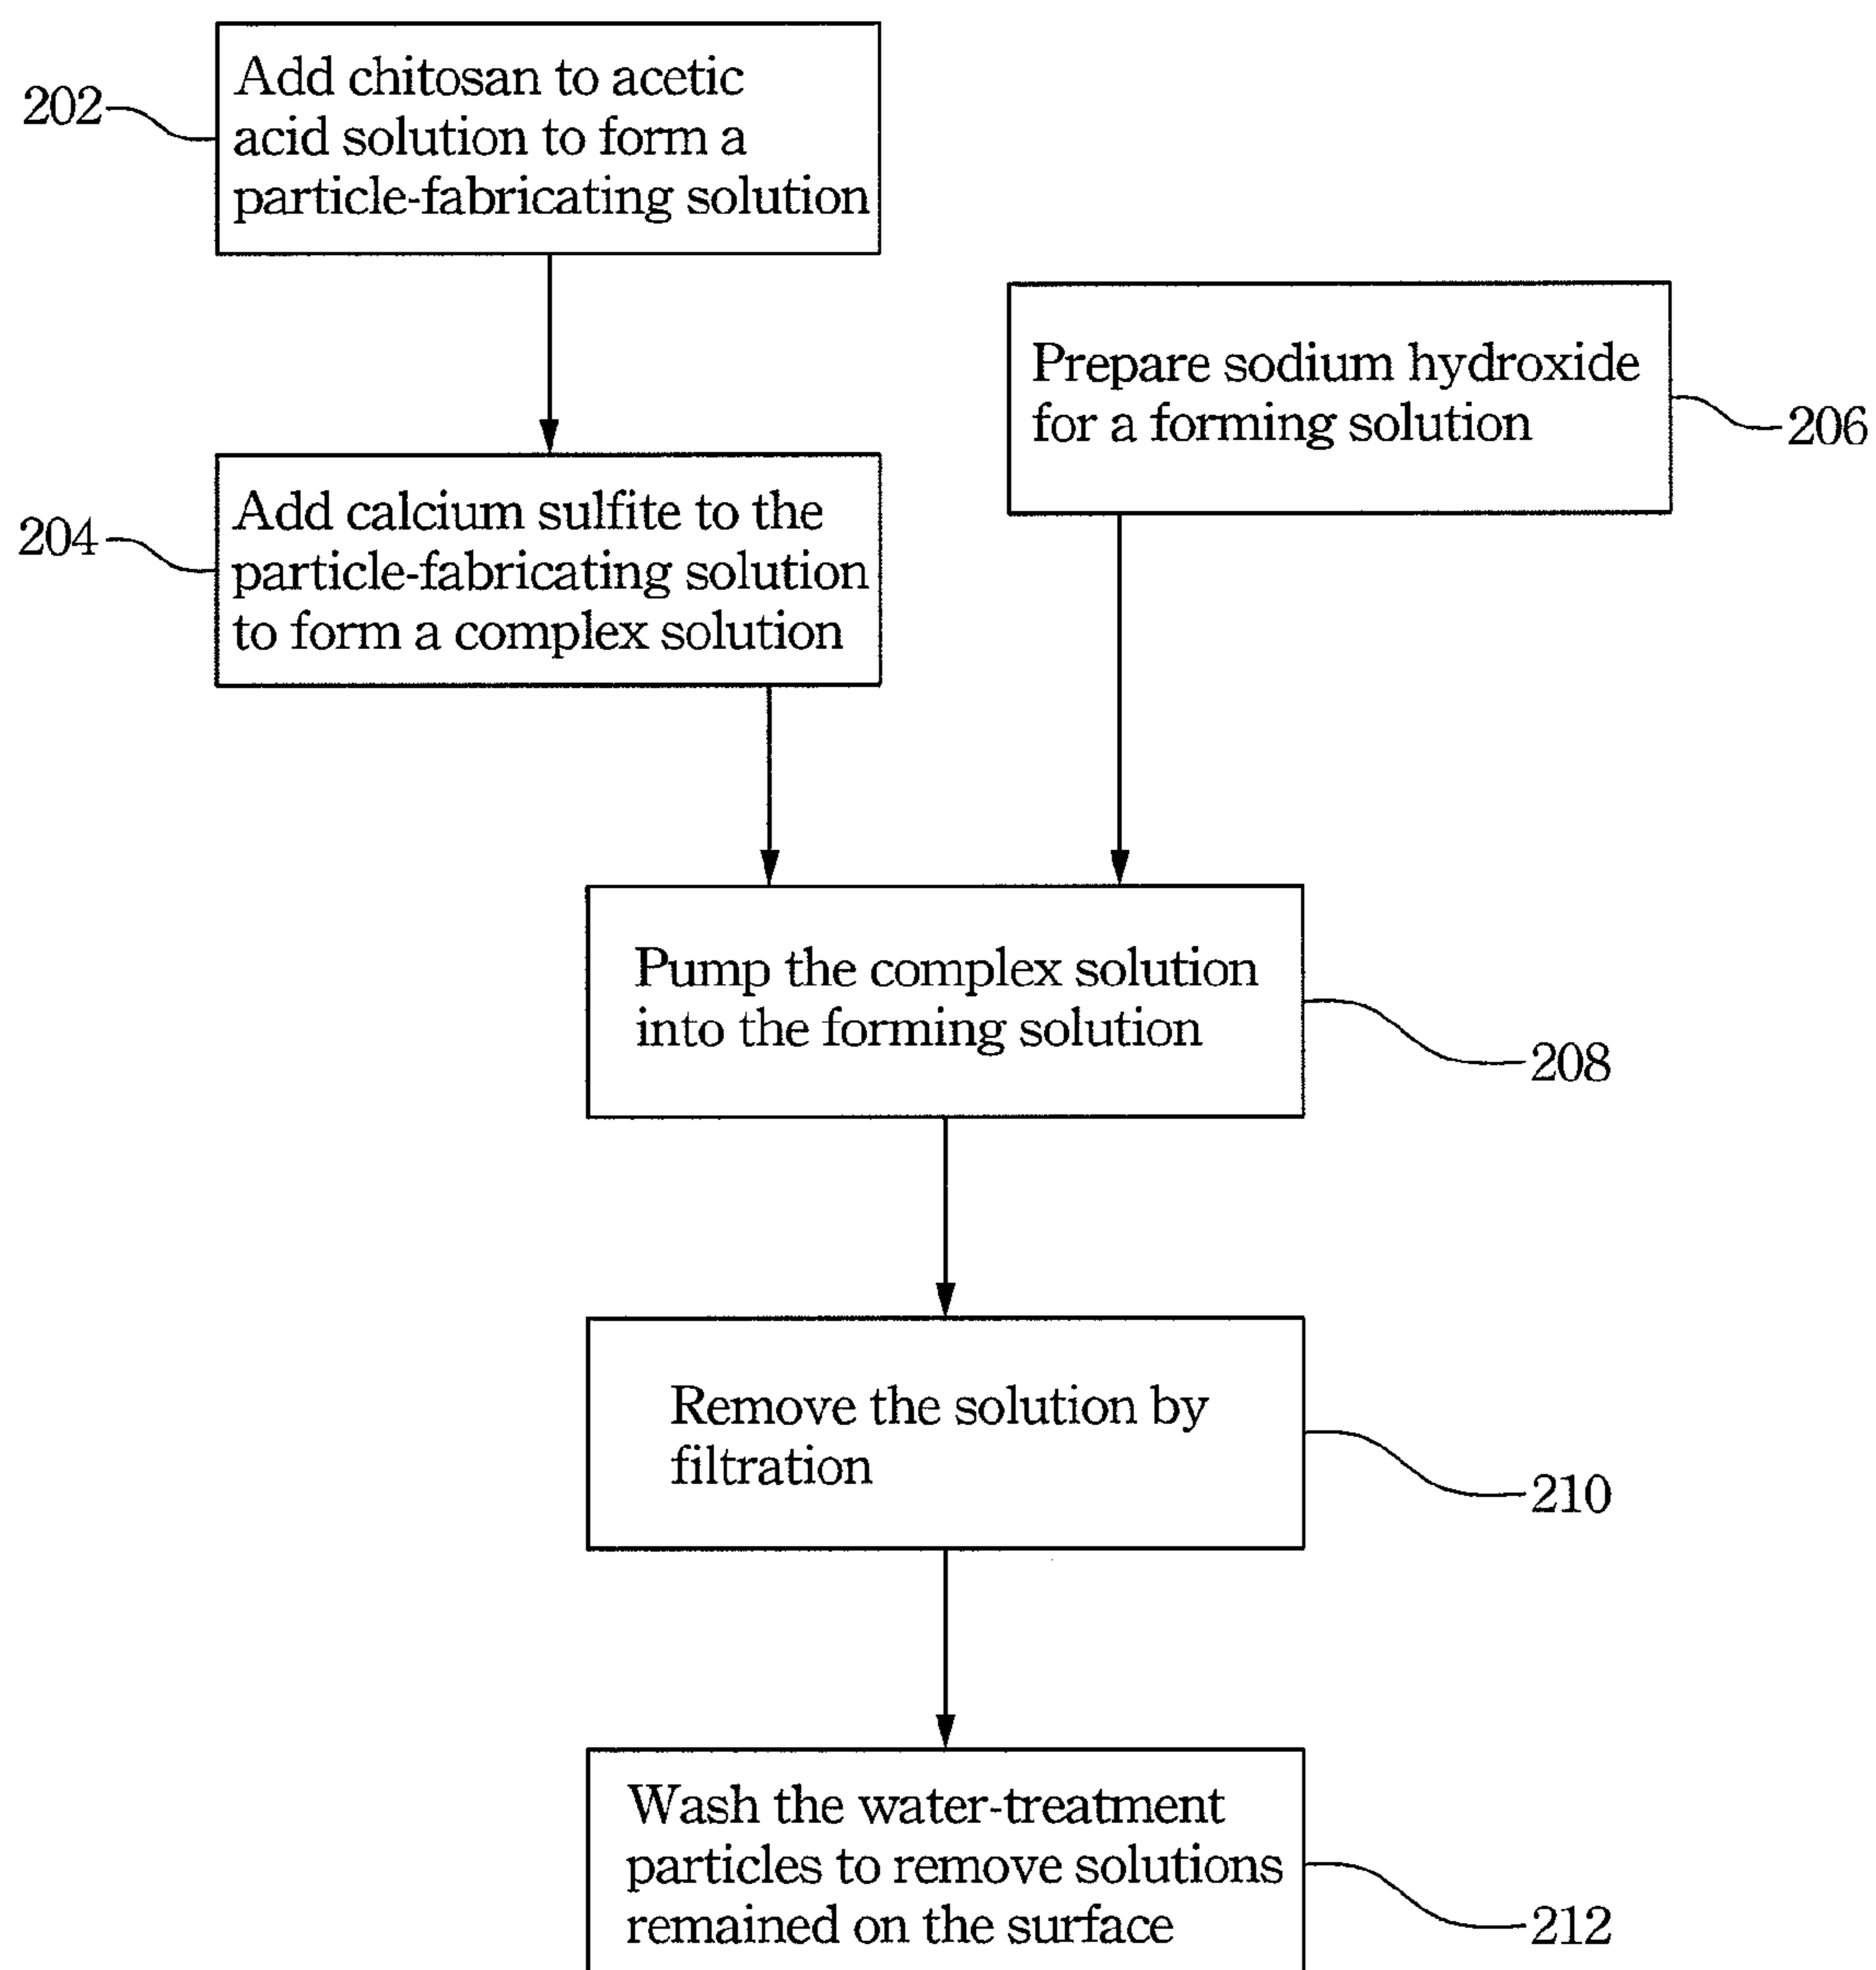 202
Add chitosan to acetic
acid solution to form a
particle-fabricating solution
Prepare sodium hydroxide
for a forming solution
206
204
Add calcium sulfite to the
particle-fabricating solution
to form a complex solution
Pump the complex solution
into the forming solution
208
Remove the solution by
filtration
210
Wash the water-treatment
particles to remove solutions
remained on the surface
212